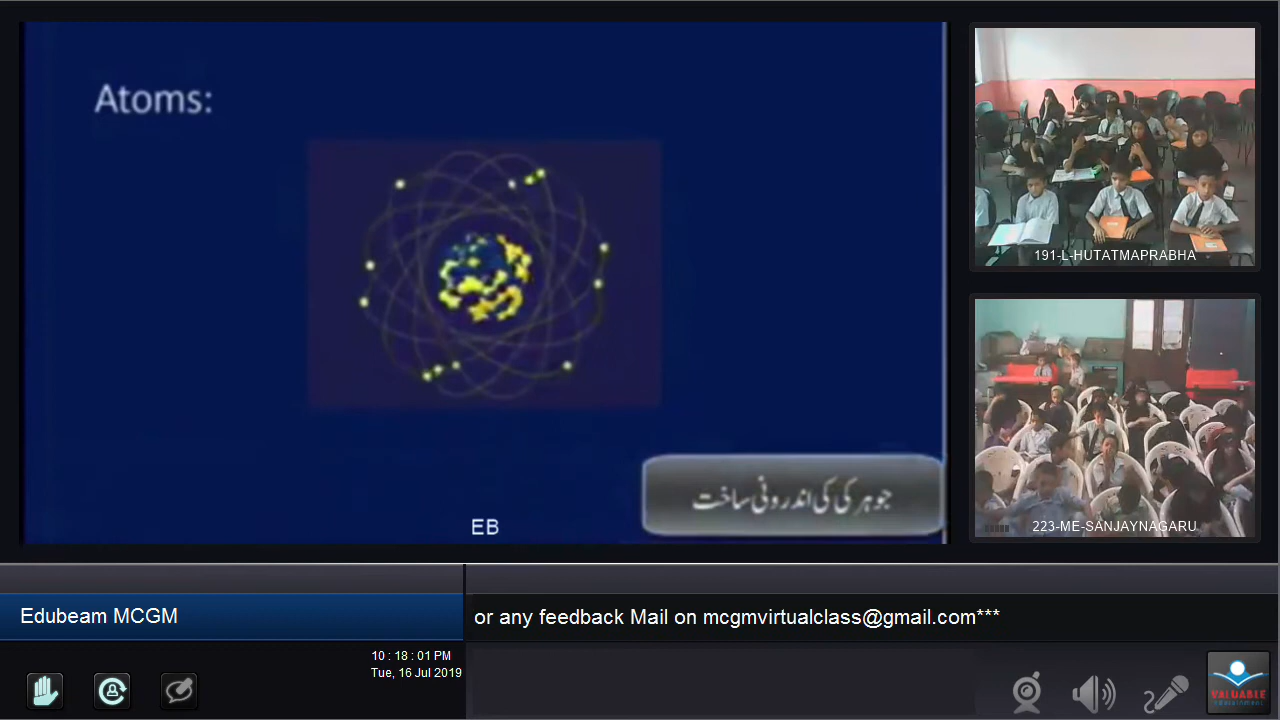 Atoms:
جوہر کی کی اندرونی ساخت
EB
191-L-HUTATMAPRABHA
223-ME-SANJAYNAGARU
Edubeam MCGM
or any feedback Mail on mcgmvirtualclass@gmail.com***
10 : 18 : 01 PM
Tue, 16 Jul 2019
VALUABLE